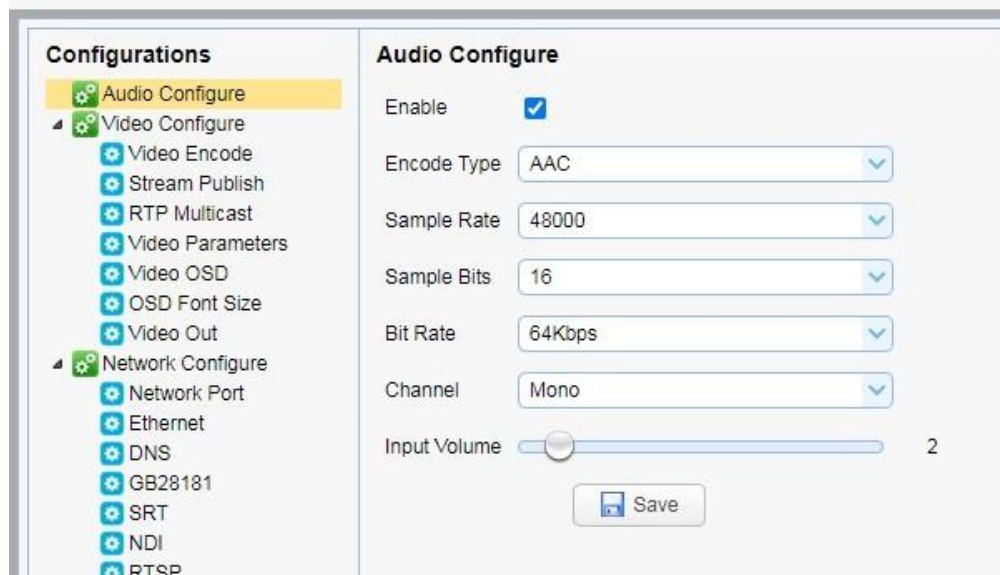 Configurations
Audio Configure
Video Configure
Video Encode
Stream Publish
RTP Multicast
Video Parameters
Video OSD
OSD Font Size
Video Out
Network Configure
Network Port
Ethernet
DNS
GB28181
SRT
NDI
RTSP
Audio Configure
Enable
Encode Type AAC
Sample Rate 48000
Sample Bits 16
Bit Rate 64Kbps
Channel Mono
Input Volume 2
Save